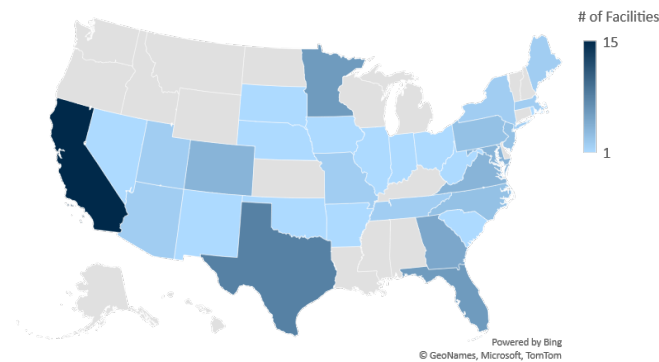 # of Facilities
15
1
Powered by Bing
© GeoNames, Microsoft, TomTom